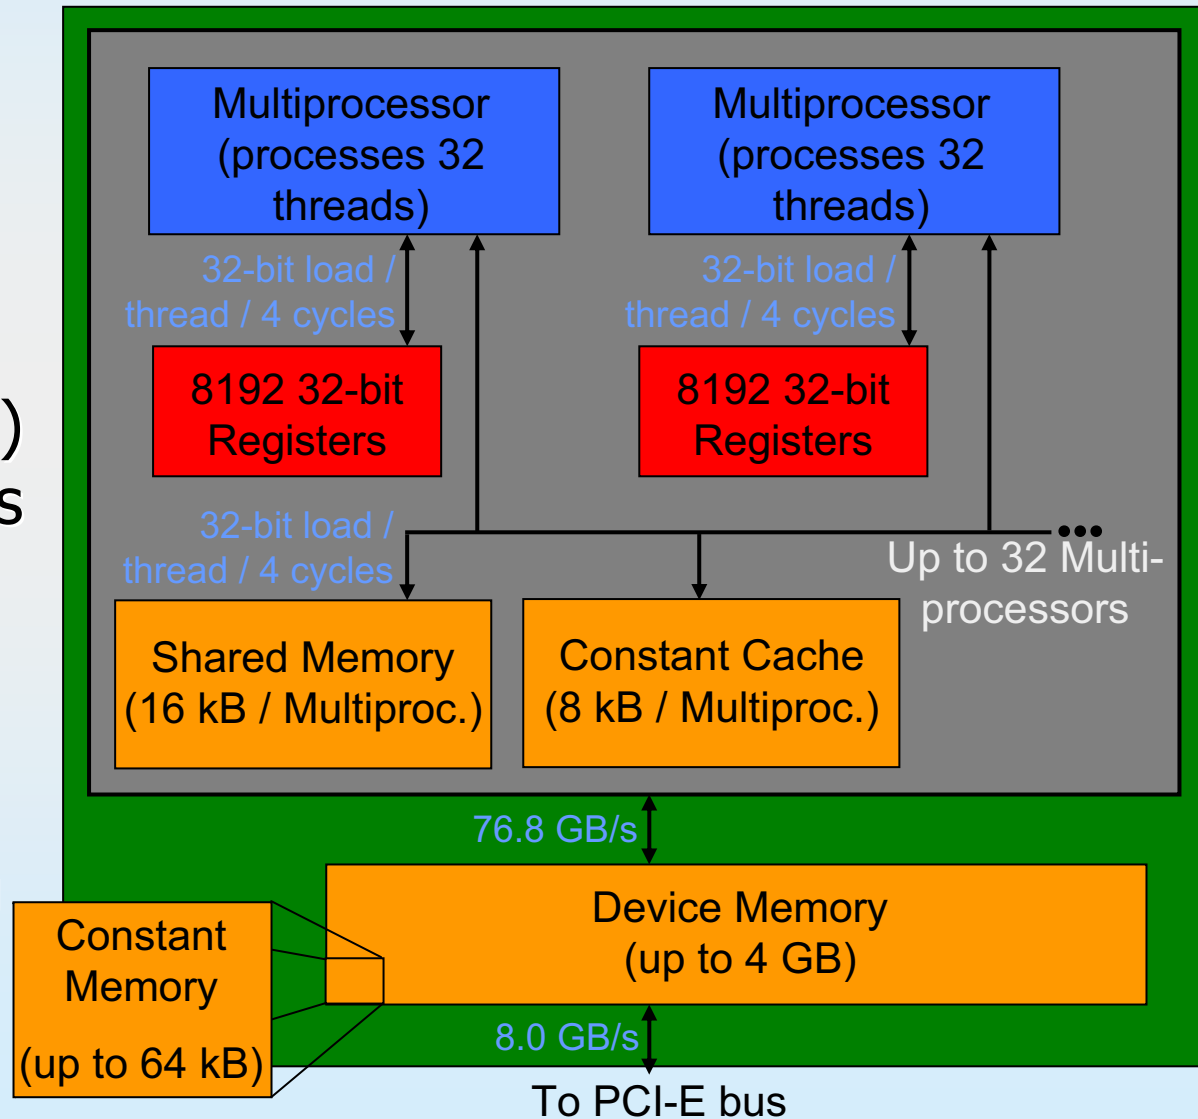 Multiprocessor
(processes 32
threads)
Multiprocessor
(processes 32
threads)
32-bit load /
thread / 4 cycles
32-bit load /
thread / 4 cycles
8192 32-bit
Registers
8192 32-bit
Registers
)
s
32-bit load /
thread / 4 cycles
•••
Up to 32 Multi-
processors
Shared Memory
(16 kB / Multiproc.)
Constant Cache
(8 kB / Multiproc.)
76.8 GB/s
Device Memory
(up to 4 GB)
Constant
Memory
(up to 64 kB)
8.0 GB/s
To PCI-E bus